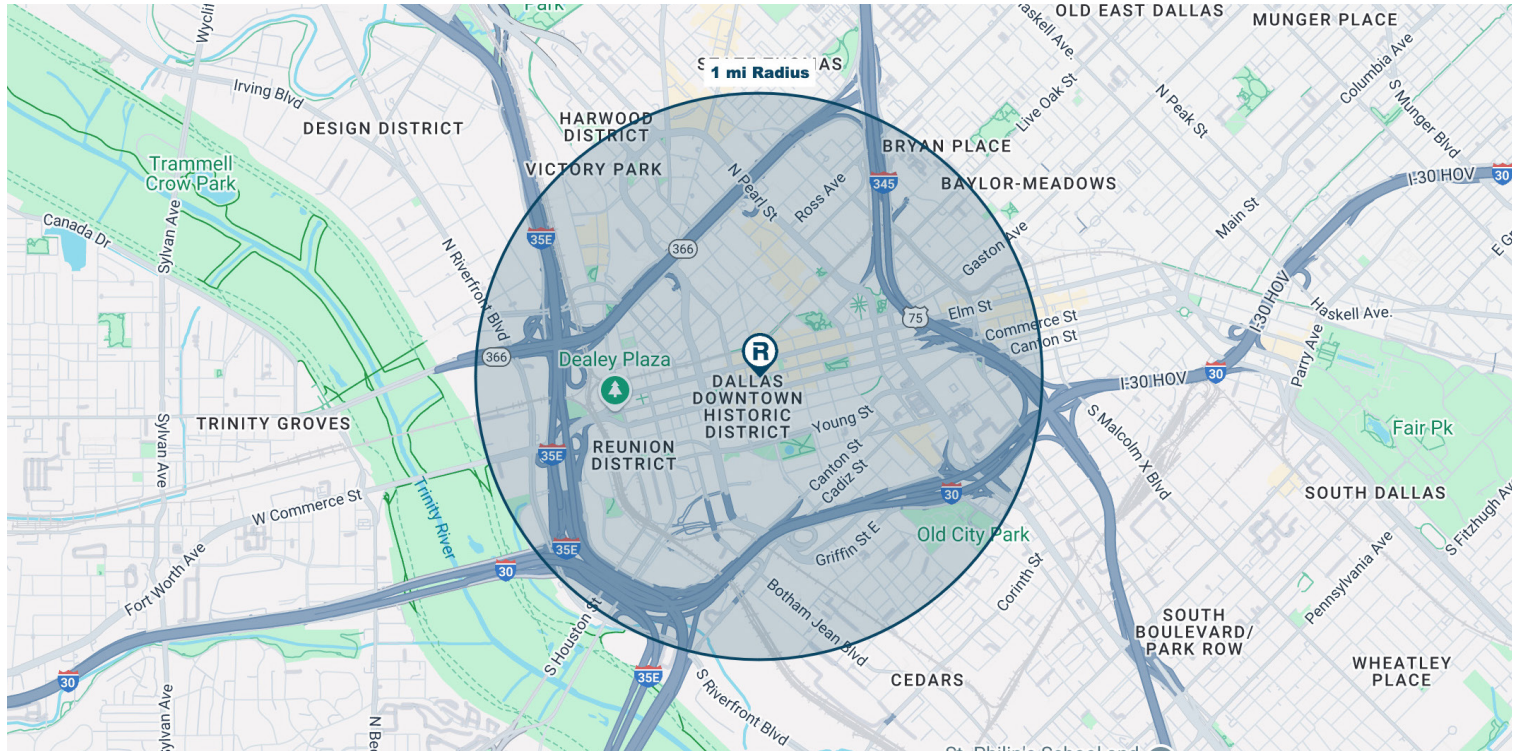 Park
OLD EAST DALLAS
MUNGER PLACE
Haskell Ave.
Columbia Ave
S Munger Blvd
1 mi Radius
Irving Blvd
DESIGN DISTRICT
HARWOOD
DISTRICT
VICTORY PARK
Live Oak St
N Peak St
BRYAN PLACE
BAYLOR-MEADOWS
Trammell
Crow Park
Canada Dr
Sylvan Ave
N Riverfront Blvd
N Pearl St
Ross Ave
345
I-30 HOV
30
Main St
35E
366
Gaston Ave
Elm St
75
Commerce St
Canton St
I-30 HOV
Haskell Ave.
Parry Ave
366
Dealey Plaza
R
DALLAS
DOWNTOWN
HISTORIC
DISTRICT
I-30 HOV
30
TRINITY GROVES
Sylvan Ave
Young St
S Malcolm X Blvd
Fair Pk
35E
REUNION
DISTRICT
Canton St
Cadiz St
30
SOUTH DALLAS
W Commerce St
Trinity River
35E
30
Griffin St E
Old City Park
Fort Worth Ave
Corinth St
Pennsylvania Ave
S Houston St
Botham Jean Blvd
SOUTH
BOULEVARD/
PARK ROW
WHEATLEY
PLACE
30
35E
S Riverfront Blvd
CEDARS